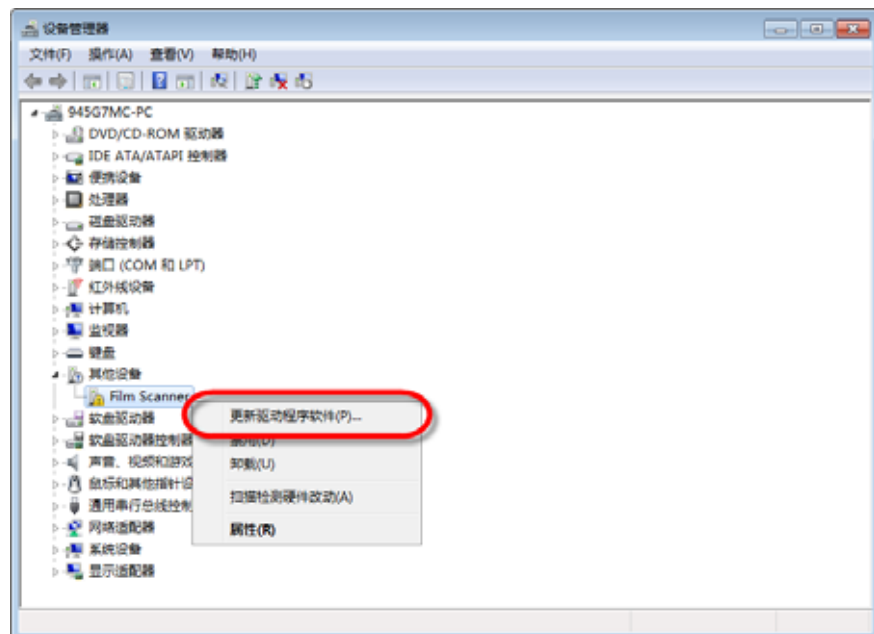 设备管理器
文件(F) 操作(A) 查看(V) 帮助(H)
945G7MC-PC
DVD/CD-ROM 驱动器
IDE ATA/ATAPI 控制器
便携设备
处理器
磁盘驱动器
存储控制器
端口 (COM 和 LPT)
红外线设备
计算机
监视器
键盘
其他设备
Film Scanner
更新驱动程序软件(P)...
软盘驱动器
禁用(D)
软盘驱动器控制器
卸载(U)
声音、视频和游戏
鼠标和其他指针设
扫描检测硬件改动(A)
通用串行总线控制
网络适配器
属性(R)
系统设备
显示适配器